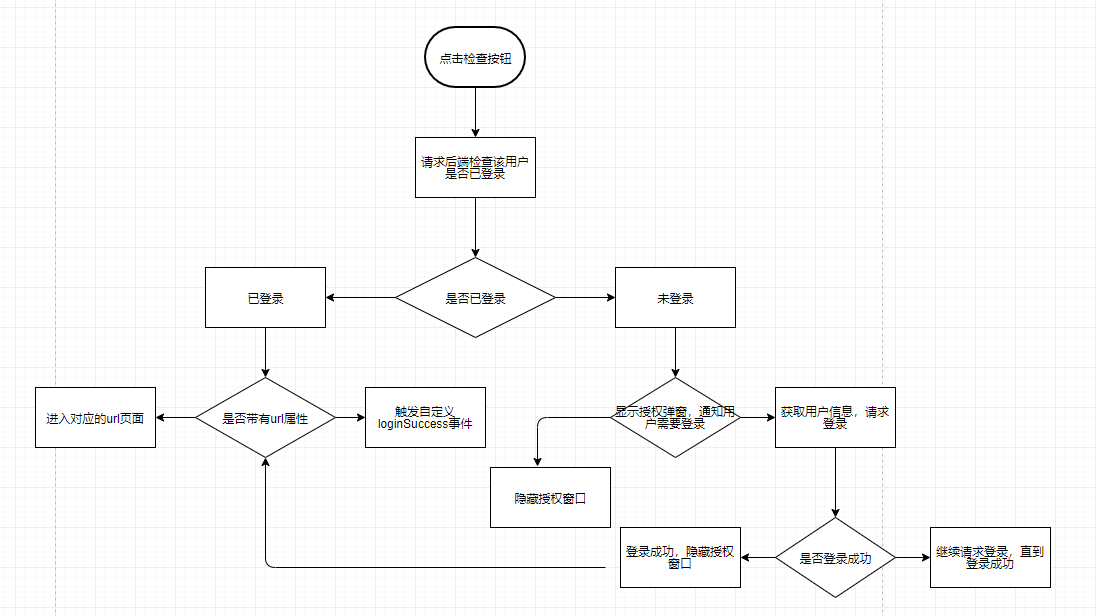 点击检查按钮
请求后端检查该用户
是否已登录
已登录
是否已登录
未登录
进入对应的url页面
是否带有url属性
触发自定义
loginSuccess事件
显示授权弹窗，通知用
户需要登录
获取用户信息，请求
登录
隐藏授权窗口
登录成功，隐藏授权
窗口
是否登录成功
继续请求登录，直到
登录成功